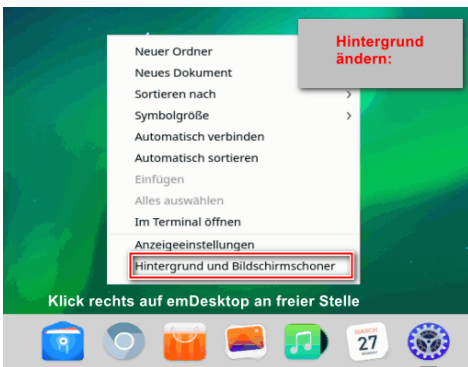 Hintergrund
ändern:
Neuer Ordner
Neues Dokument
Sortieren nach
Symbolgröße
Automatisch verbinden
Automatisch sortieren
Einfügen
Alles auswählen
Im Terminal öffnen
Anzeigeeinstellungen
Hintergrund und Bildschirmschoner
Klick rechts auf emDesktop an freier Stelle
MARCH
27
MONDAY